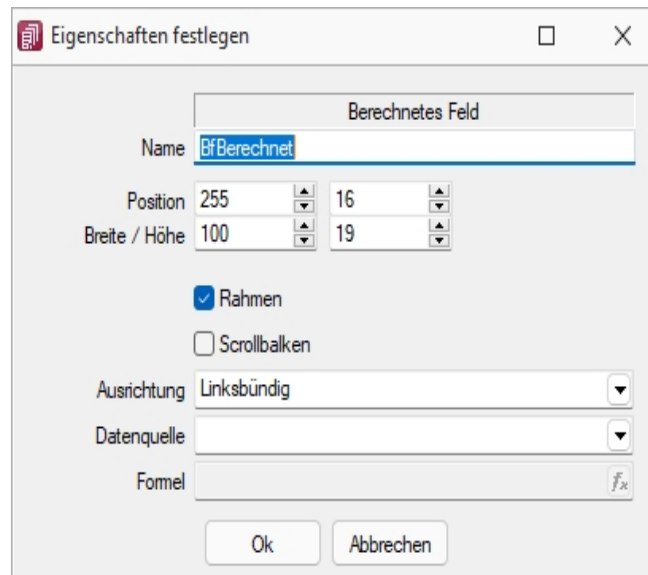 Eigenschaften festlegen
Berechnetes Feld
Name BfBerechnet
Position 255 16
Breite / Höhe 100 19
Rahmen
Scrollbalken
Ausrichtung Linksbündig
Datenquelle
Formel fx
Ok Abbrechen